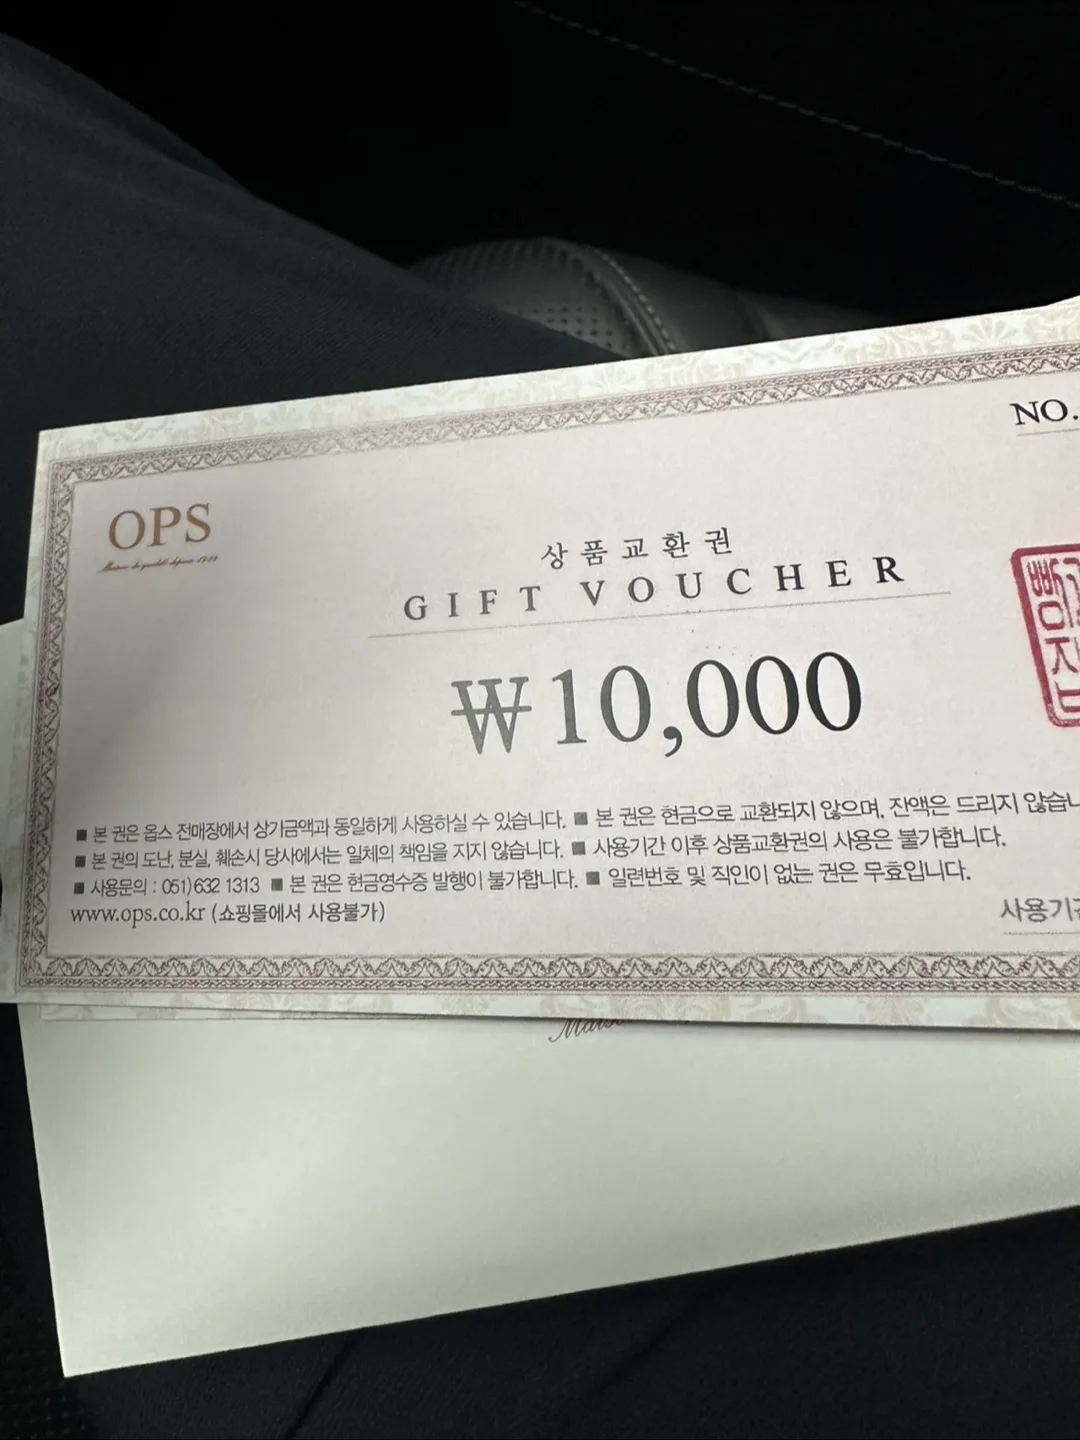 NO.
OPS
Maison de qualité depuis 1989
상품교환권
GIFT VOUCHER
₩10,000
■ 본 권은 옵스 전매장에서 상기금액과 동일하게 사용하실 수 있습니다. ■ 본 권은 현금으로 교환되지 않으며, 잔액은 드리지 않습니
■ 본 권의 도난, 분실, 훼손시 당사에서는 일체의 책임을 지지 않습니다. ■ 사용기간 이후 상품교환권의 사용은 불가합니다.
■ 사용문의 : 051) 632 1313 ■ 본 권은 현금영수증 발행이 불가합니다. ■ 일련번호 및 직인이 없는 권은 무효입니다.
www.ops.co.kr (쇼핑몰에서 사용불가)
사용기간